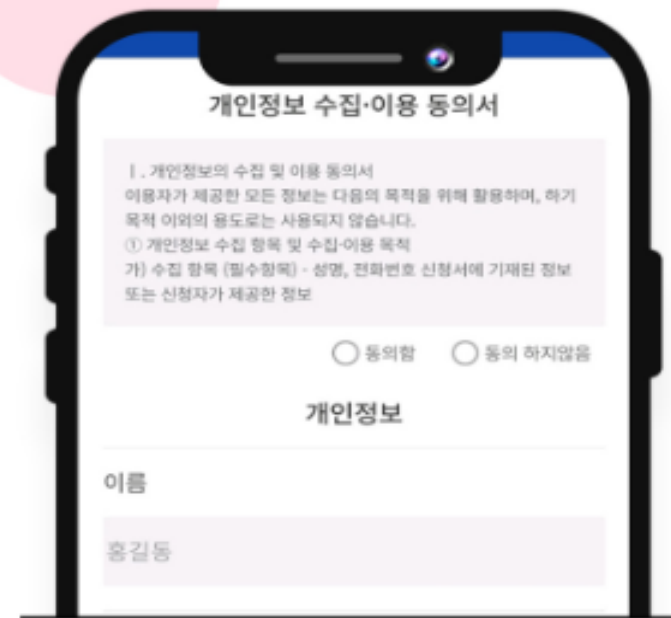 개인정보 수집·이용 동의서
Ⅰ. 개인정보의 수집 및 이용 동의서
이용자가 제공한 모든 정보는 다음의 목적을 위해 활용하며, 하기
목적 이외의 용도로는 사용되지 않습니다.
① 개인정보 수집 항목 및 수집·이용 목적
가) 수집 항목 (필수항목) - 성명, 전화번호 신청서에 기재된 정보
또는 신청자가 제공한 정보
동의함 동의 하지않음
개인정보
이름
홍길동